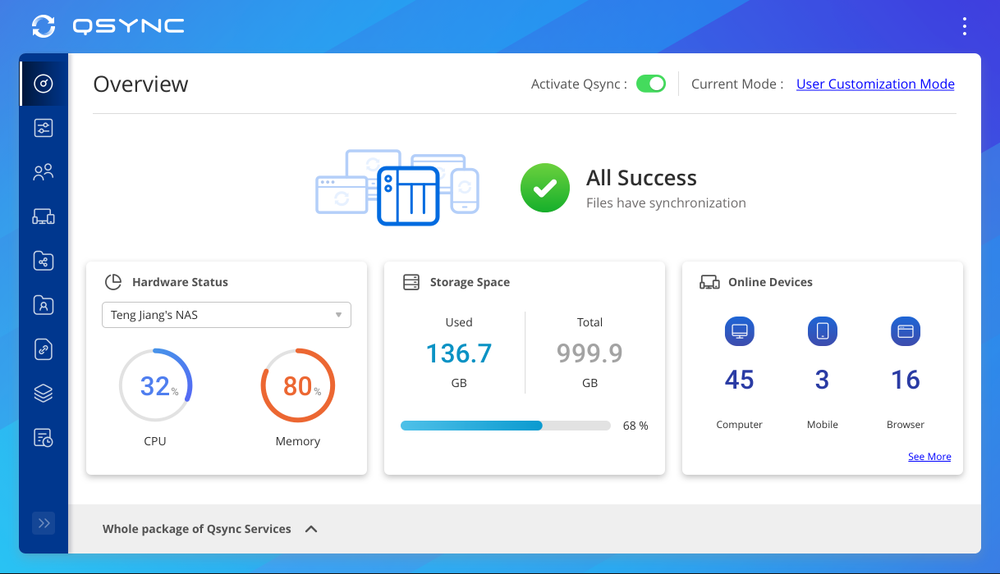 QSYNC
Overview
Activate Qsync :
Current Mode :
User Customization Mode
All Success
Files have synchronization
Hardware Status
Teng Jiang's NAS
32%
CPU
80%
Memory
Storage Space
Used
136.7
GB
Total
999.9
GB
68 %
Online Devices
45
Computer
3
Mobile
16
Browser
See More
Whole package of Qsync Services